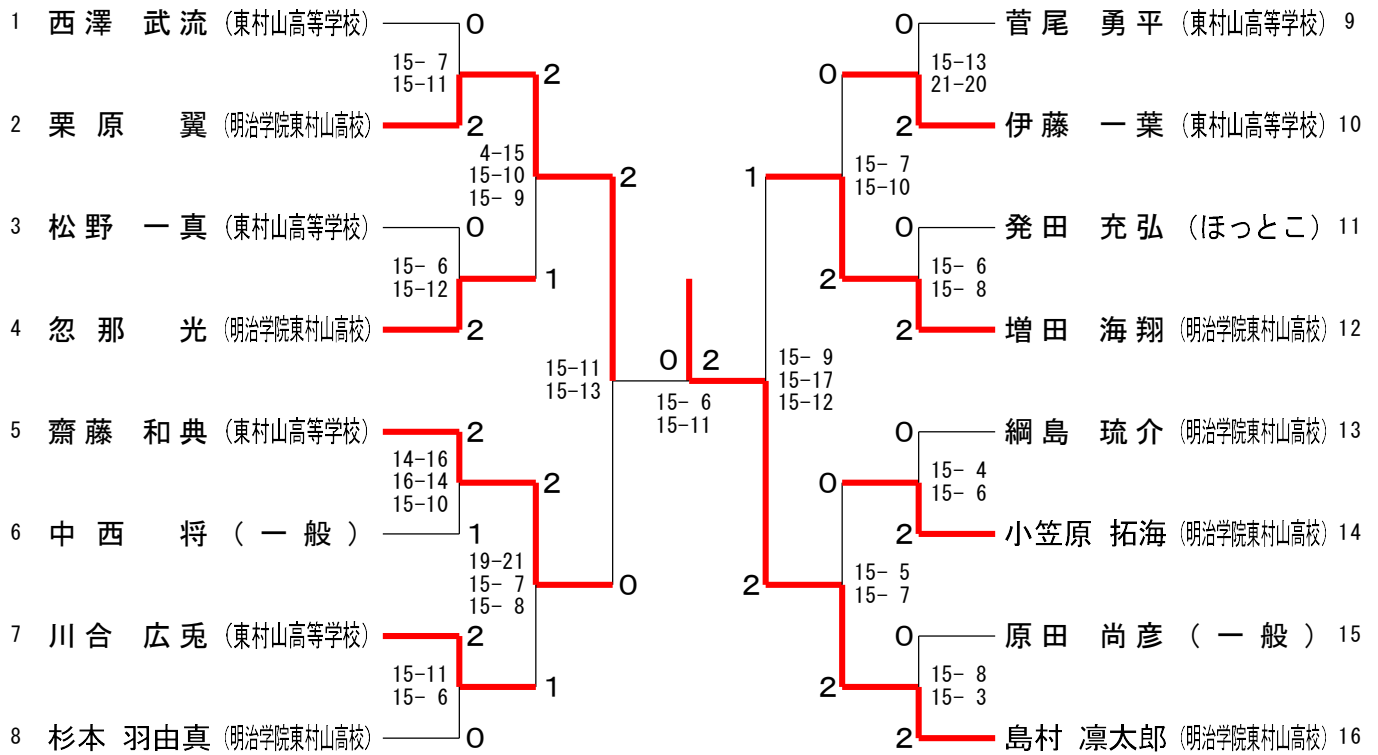 1 西澤 武流 (東村山高等学校) 0
15- 7
15-11
2
2 栗原 翼 (明治学院東村山高校) 2
4-15
15-10
15- 9
2
3 松野 一真 (東村山高等学校) 0
15- 6
15-12
1
4 忍那 光 (明治学院東村山高校) 2
15-11
15-13
5 齋藤 和典 (東村山高等学校) 2
14-16
16-14
15-10
2
6 中西 将 (一般) 1
19-21
15- 7
15- 8
0
7 川合 広兎 (東村山高等学校) 2
15-11
15- 6
1
8 杉本 羽由真 (明治学院東村山高校) 0
0 2
15- 6
15-11
0 菅尾 勇平 (東村山高等学校) 9
0
15-13
21-20
2 伊藤 一葉 (東村山高等学校) 10
1
15- 7
15-10
0 発田 充弘 (ほっとこ) 11
2
15- 6
15- 8
2 増田 海翔 (明治学院東村山高校) 12
15- 9
15-17
15-12
0 綱島 琉介 (明治学院東村山高校) 13
0
15- 4
15- 6
2 小笠原 拓海 (明治学院東村山高校) 14
2
15- 5
15- 7
0 原田 尚彦 (一般) 15
2
15- 8
15- 3
2 島村 凛太郎 (明治学院東村山高校) 16